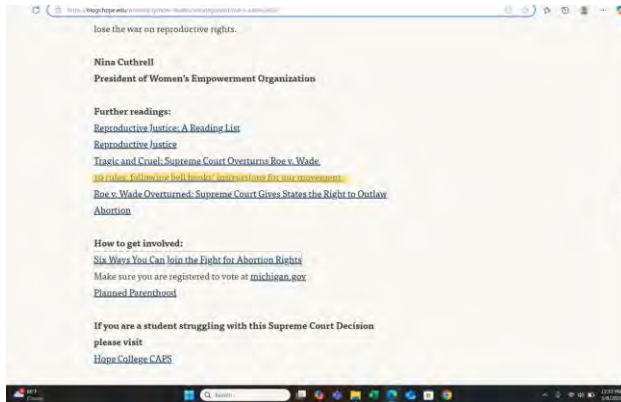 blogs.hope.edu
lose the war on reproductive rights.
Nina Cuthrell
President of Women's Empowerment Organization
Further readings:
Reproductive Justice: A Reading List
Reproductive Justice
Tragic and Cruel: Supreme Court Overturns Roe v. Wade
10 rules: following bell hooks' instructions for our movement
Roe v. Wade Overturned: Supreme Court Gives States the Right to Outlaw
Abortion
How to get involved:
Six Ways You Can Join the Fight for Abortion Rights
Make sure you are registered to vote at michigan.gov
Planned Parenthood
If you are a student struggling with this Supreme Court Decision
please visit
Hope College CAPS
Search